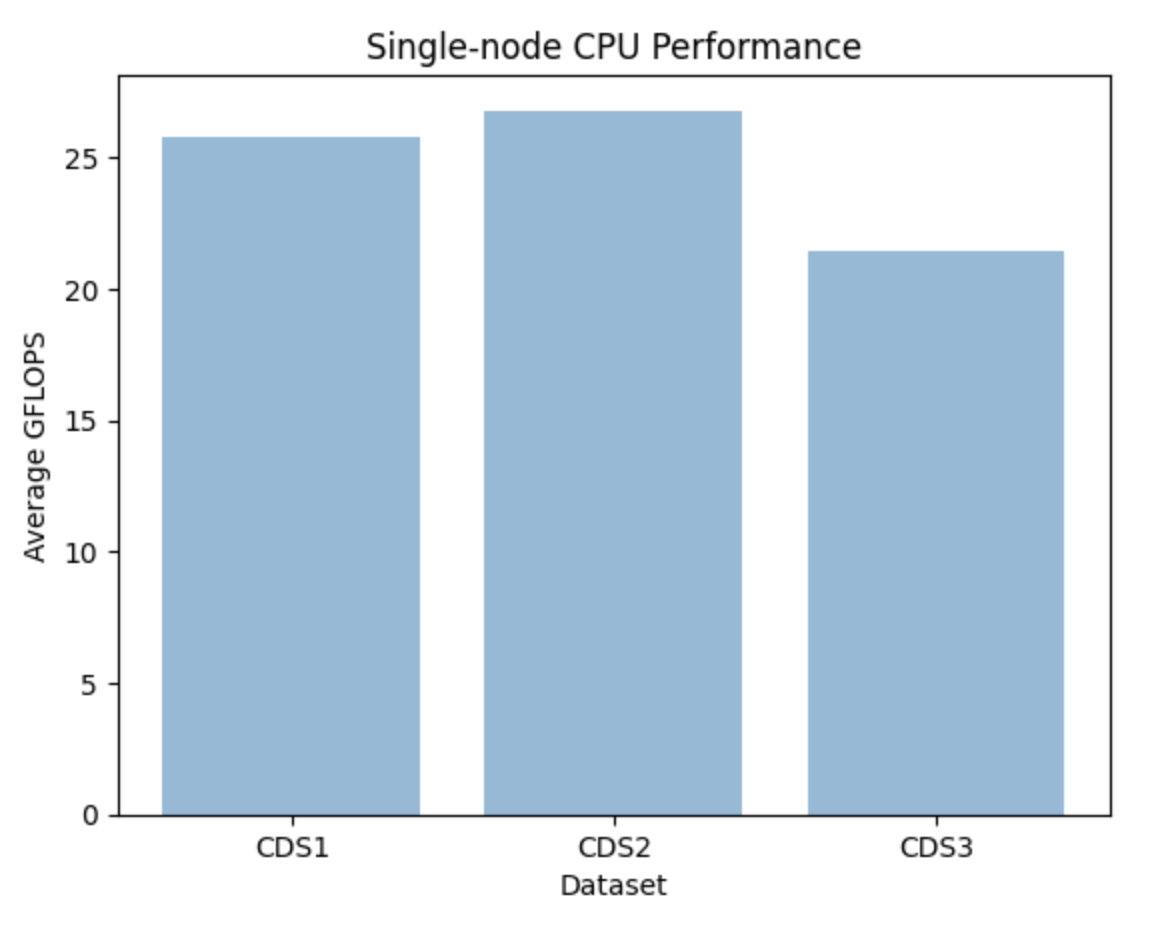 Single-node CPU Performance
Average GFLOPS
25
20
15
10
5
0
CDS1 CDS2 CDS3
Dataset